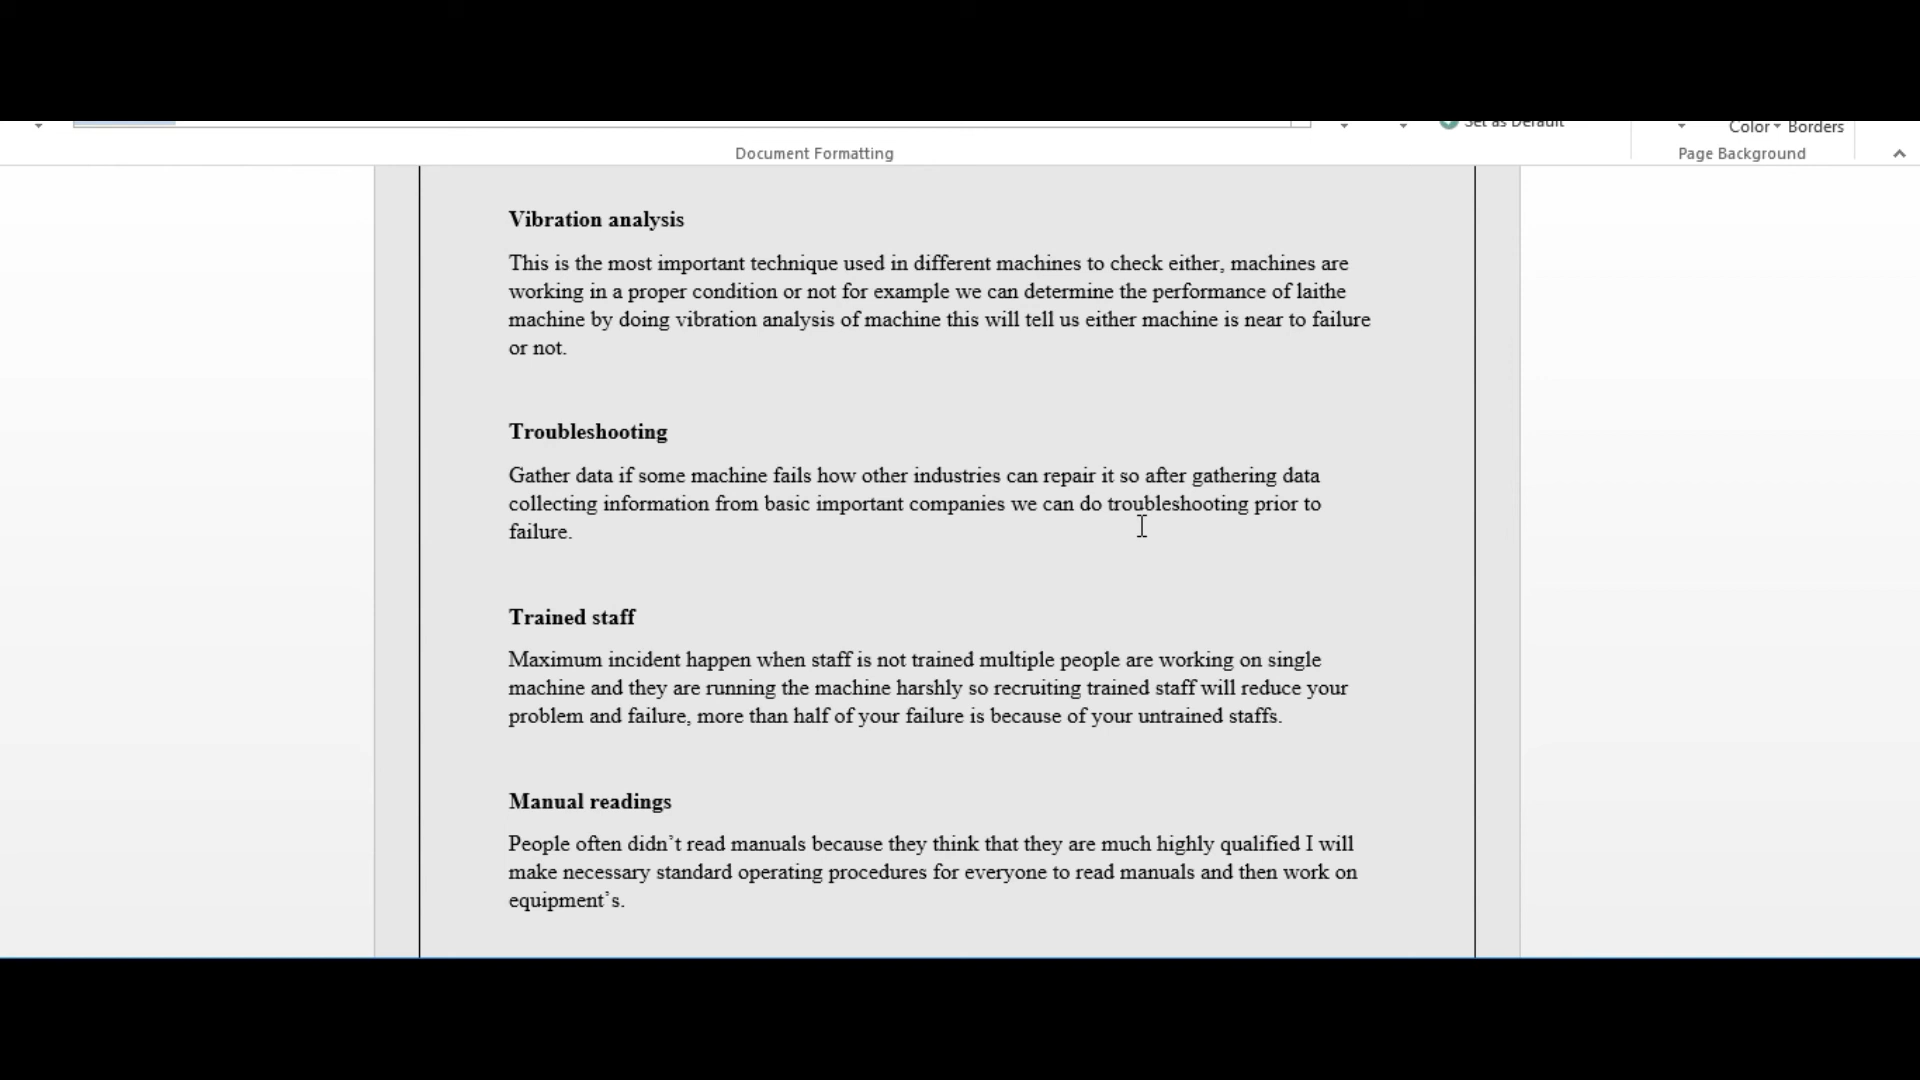 Set as Default
Color Borders
Document Formatting
Page Background
Vibration analysis
This is the most important technique used in different machines to check either, machines are
working in a proper condition or not for example we can determine the performance of laithe
machine by doing vibration analysis of machine this will tell us either machine is near to failure
or not.
Troubleshooting
Gather data if some machine fails how other industries can repair it so after gathering data
collecting information from basic important companies we can do troubleshooting prior to
failure.
Trained staff
Maximum incident happen when staff is not trained multiple people are working on single
machine and they are running the machine harshly so recruiting trained staff will reduce your
problem and failure, more than half of your failure is because of your untrained staffs.
Manual readings
People often didn’t read manuals because they think that they are much highly qualified I will
make necessary standard operating procedures for everyone to read manuals and then work on
equipment’s.